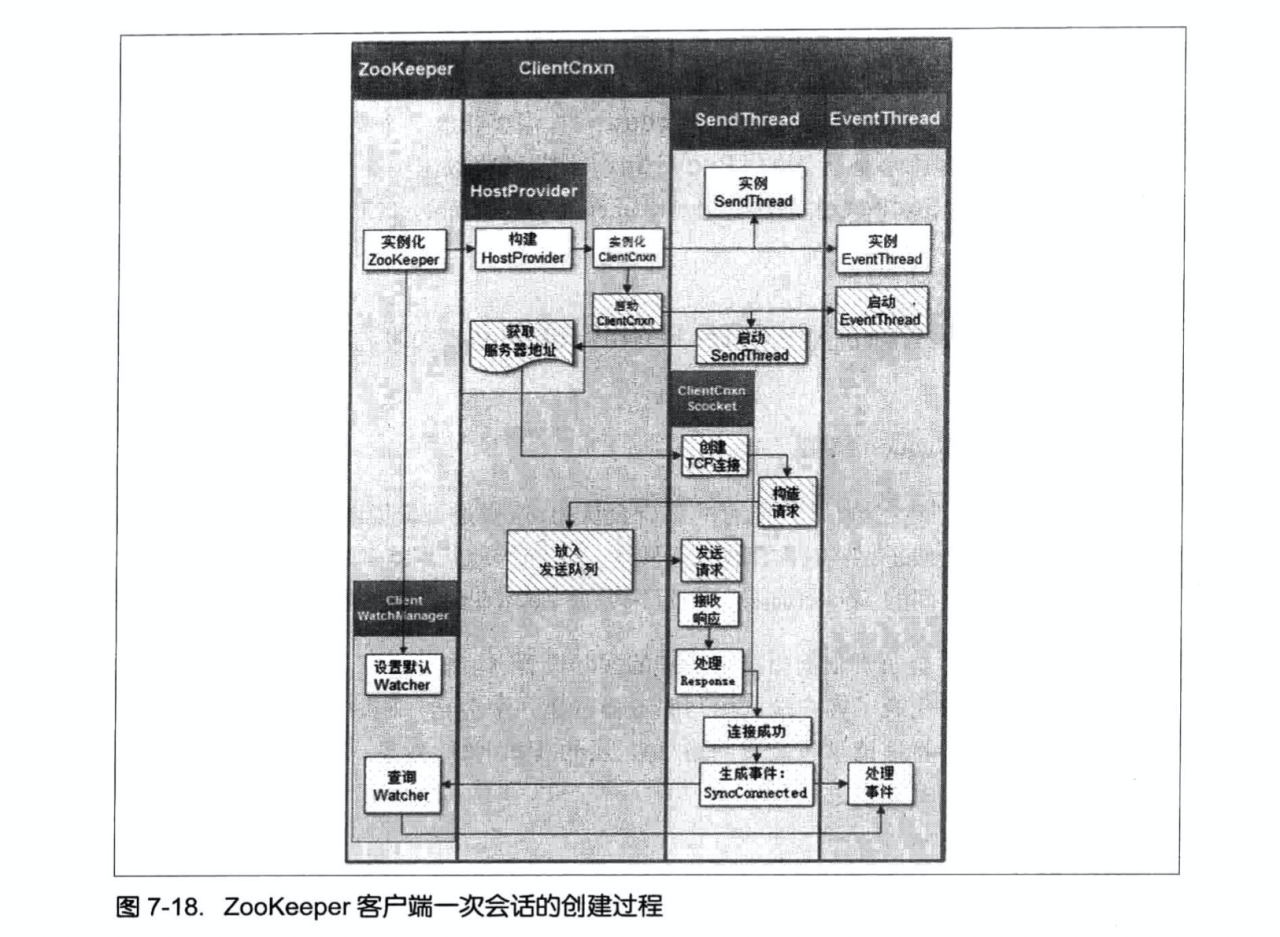 ZooKeeper
ClientCnxn
SendThread
EventThread
HostProvider
实例
SendThread
实例化
ZooKeeper
构建
HostProvider
实例化
ClientCnxn
实例
EventThread
启动
ClientCnxn
启动
EventThread
获取
服务器地址
启动
SendThread
ClientCnxn
Scocket
创建
TCP连接
构造
请求
放入
发送队列
发送
请求
Client
WatchManager
接收
响应
设置默认
Watcher
处理
Response
连接成功
查询
Watcher
生成事件:
SyncConnected
处理
事件
图 7-18. ZooKeeper 客户端一次会话的创建过程